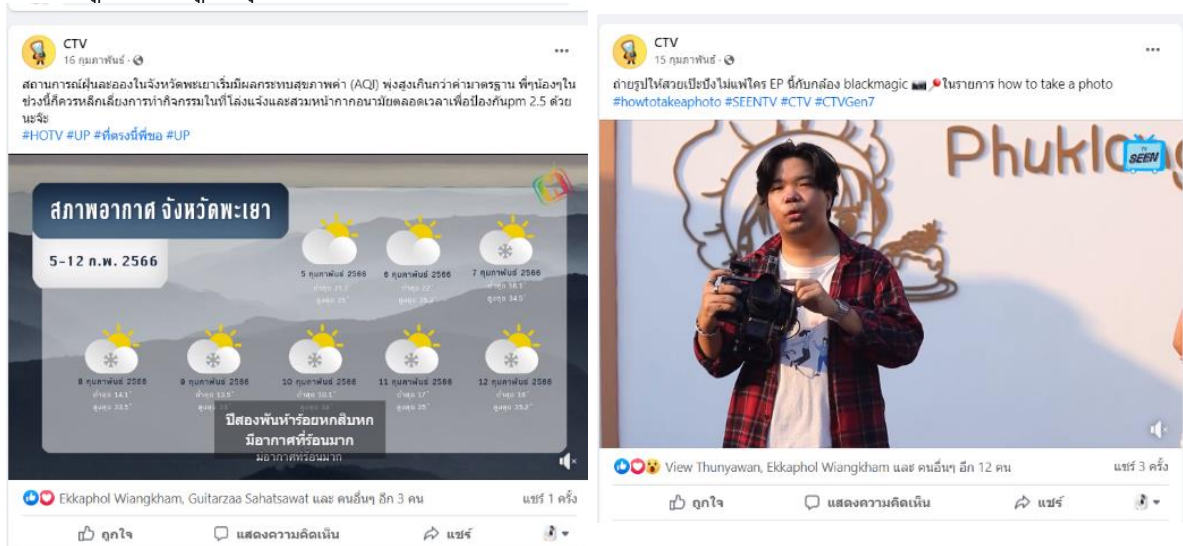 CTV
16 กุมภาพันธ์ ·
สถานการณ์ฝุ่นละอองในจังหวัดพะเยาเริ่มมีผลกระทบสุขภาพค่า (AQI) พุ่งสูงเกินกว่าค่ามาตรฐาน พี่ๆน้องๆใน
ช่วงนี้ก็ควรหลีกเลี่ยงการทำกิจกรรมในที่โล่งแจ้งและสวมหน้ากากอนามัยตลอดเวลาเพื่อป้องกันpm 2.5 ด้วย
นะจ๊ะ
#HOTV #UP #ที่ตรงนี้พี่ขอ #UP
สภาพอากาศ จังหวัดพะเยา
5-12 ก.พ. 2566
5 กุมภาพันธ์ 2566
6 กุมภาพันธ์ 2566
7 กุมภาพันธ์ 2566
8 กุมภาพันธ์ 2566
9 กุมภาพันธ์ 2566
10 กุมภาพันธ์ 2566
11 กุมภาพันธ์ 2566
12 กุมภาพันธ์ 2566
ปีสองพันห้าร้อยหกสิบหก
มีอากาศที่ร้อนมาก
มีอากาศที่ร้อนมาก
Ekkaphol Wiangkham, Guitarzaa Sahatsawat และ คนอื่นๆ อีก 3 คน
แชร์ 1 ครั้ง
ถูกใจ
แสดงความคิดเห็น
แชร์
CTV
15 กุมภาพันธ์ ·
ถ่ายรูปให้สวยเป๊ะปังไม่แพ้ใคร EP นี้กับกล้อง blackmagic ในรายการ how to take a photo
#howtotakeaphoto #SEENTV #CTV #CTVGen7
Phuklong
TV
SEEN
View Thunyawan, Ekkaphol Wiangkham และ คนอื่นๆ อีก 12 คน
แชร์ 3 ครั้ง
ถูกใจ
แสดงความคิดเห็น
แชร์